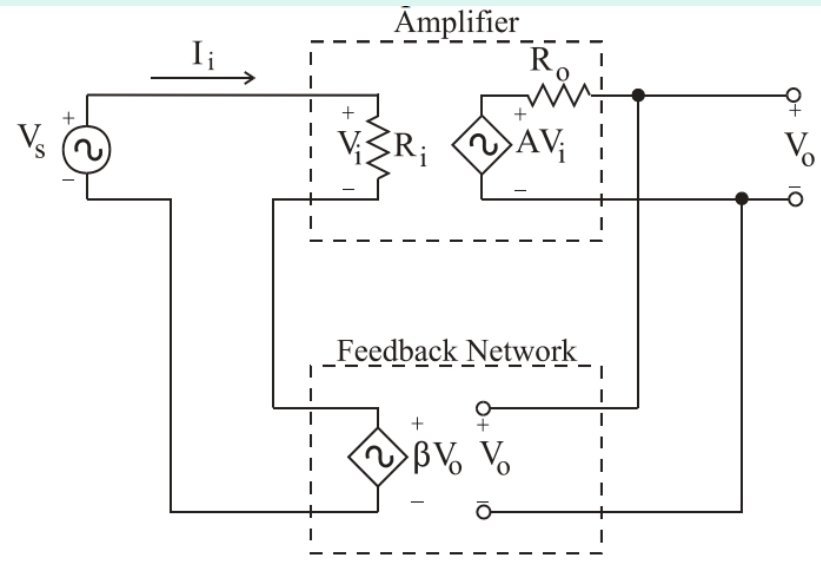 Amplifier
I_i
R_o
+
+
+
+
V_s
V_i
R_i
AV_i
V_o
−
−
−
−
Feedback Network
+
+
βV_o
V_o
−
−